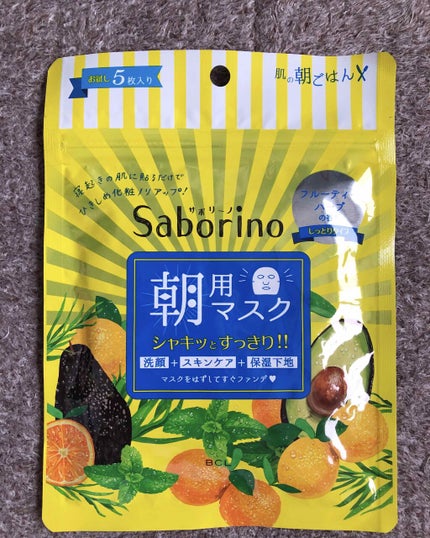 お試し5枚入り
肌の朝ごはん
寝起きの肌に貼るだけで
ひきしめ化粧ノリアップ!
サボリーノ
Saborino
フルーティ
ハーブ
の香り
しっとりタイプ
朝用マスク
シャキッとすっきり!!
洗顔+スキンケア+保湿下地
マスクをはずしてすぐファンデ♥
BCL